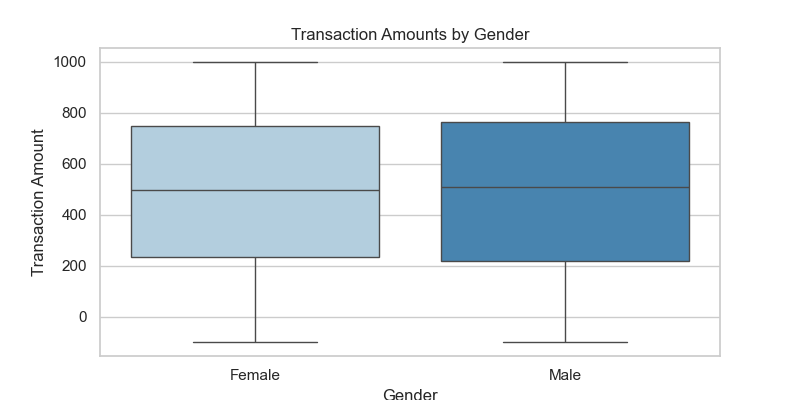 Transaction Amounts by Gender
1000
800
600
400
200
0
Transaction Amount
Female Male
Gender